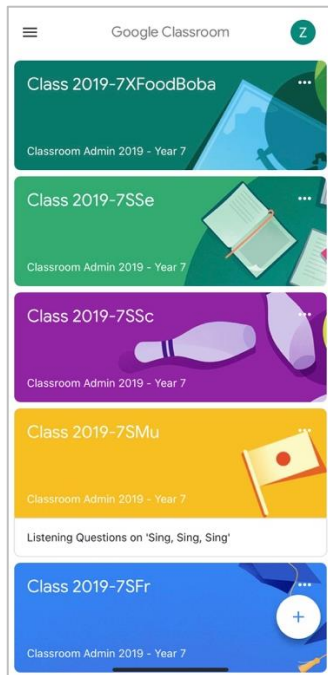 Google Classroom
Z
Class 2019-7XFoodBoba
Classroom Admin 2019 - Year 7
Class 2019-7SSe
Classroom Admin 2019 - Year 7
Class 2019-7SSc
Classroom Admin 2019 - Year 7
Class 2019-7SMu
Classroom Admin 2019 - Year 7
Listening Questions on 'Sing, Sing, Sing'
Class 2019-7SFr
Classroom Admin 2019 - Year 7